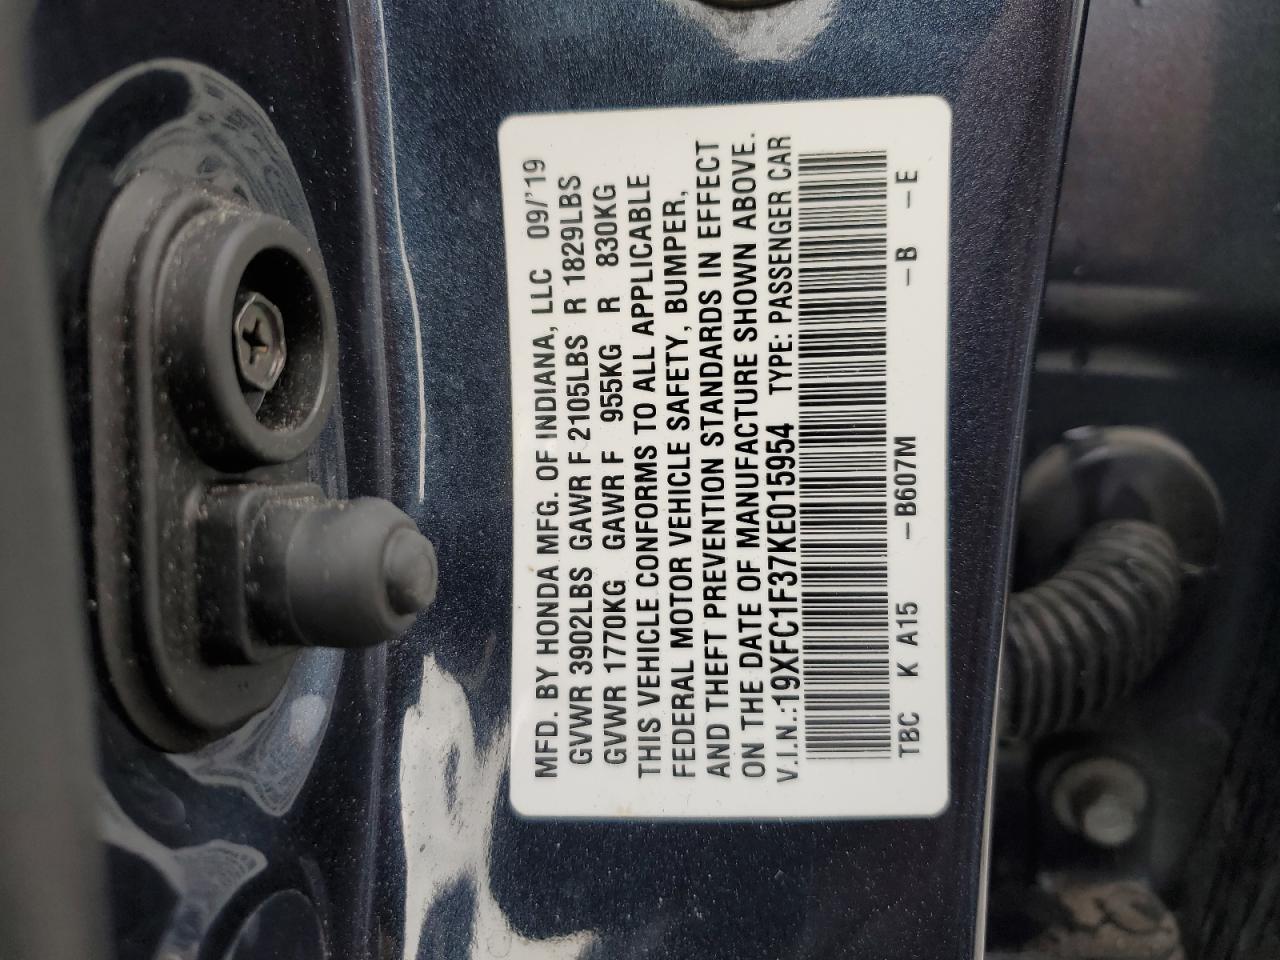 MFD. BY HONDA MFG. OF INDIANA, LLC 09/'19
GVWR 3902LBS GAWR F 2105LBS R 1829LBS
GVWR 1770KG GAWR F 955KG R 830KG
THIS VEHICLE CONFORMS TO ALL APPLICABLE
FEDERAL MOTOR VEHICLE SAFETY, BUMPER,
AND THEFT PREVENTION STANDARDS IN EFFECT
ON THE DATE OF MANUFACTURE SHOWN ABOVE.
V.I.N.:19XFC1F37KE015954 TYPE: PASSENGER CAR
TBC K A15 –B607M –B –E